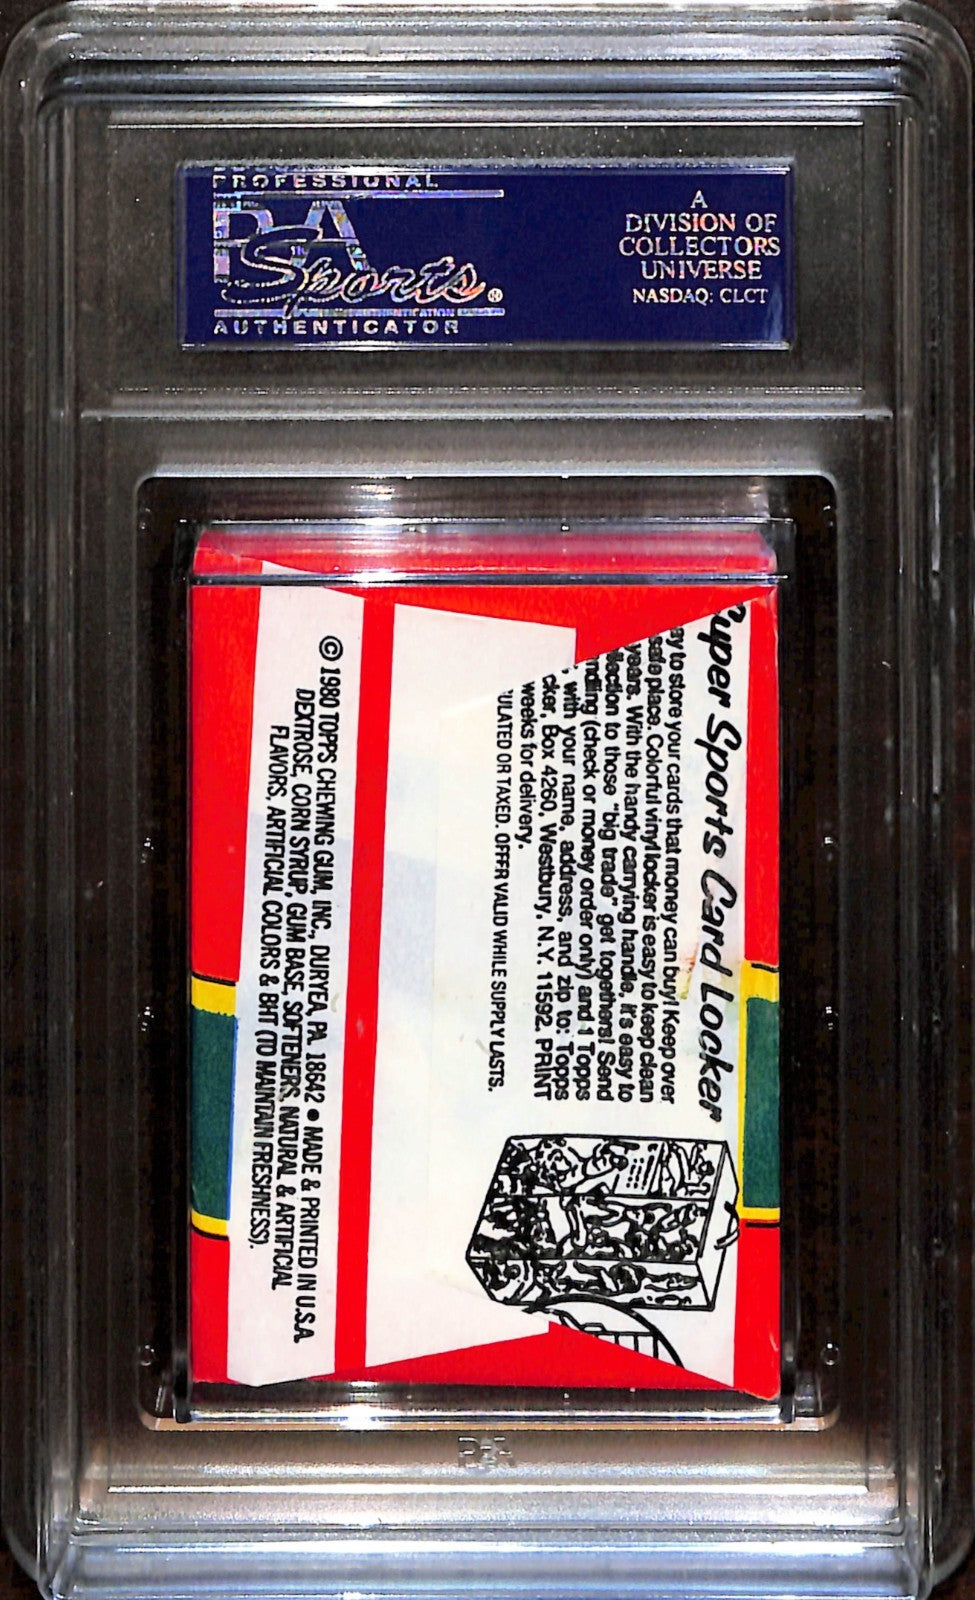 PROFESSIONAL
PSA
Sports®
AUTHENTICATION
AUTHENTICATOR
A
DIVISION OF
COLLECTORS
UNIVERSE
NASDAQ: CLCT
Super Sports Card Locker
ay to store your cards that money can buy! Keep over
safe place. Colorful vinyl locker is easy to keep clean
years. With the handy carrying handle, it's easy to
llection to those "big trade" get togethers! Send
ndling (check or money order only) and 1 Topps
, with your name, address, and zip to: Topps
cker, Box 4260, Westbury, N.Y. 11592. PRINT
weeks for delivery.
ULATED OR TAXED. OFFER VALID WHILE SUPPLY LASTS.
© 1980 TOPPS CHEWING GUM, INC., DURYEA, PA. 18642 • MADE & PRINTED IN U.S.A.
DEXTROSE, CORN SYRUP, GUM BASE, SOFTENERS, NATURAL & ARTIFICIAL
FLAVORS, ARTIFICIAL COLORS & BHT (TO MAINTAIN FRESHNESS).
PSA